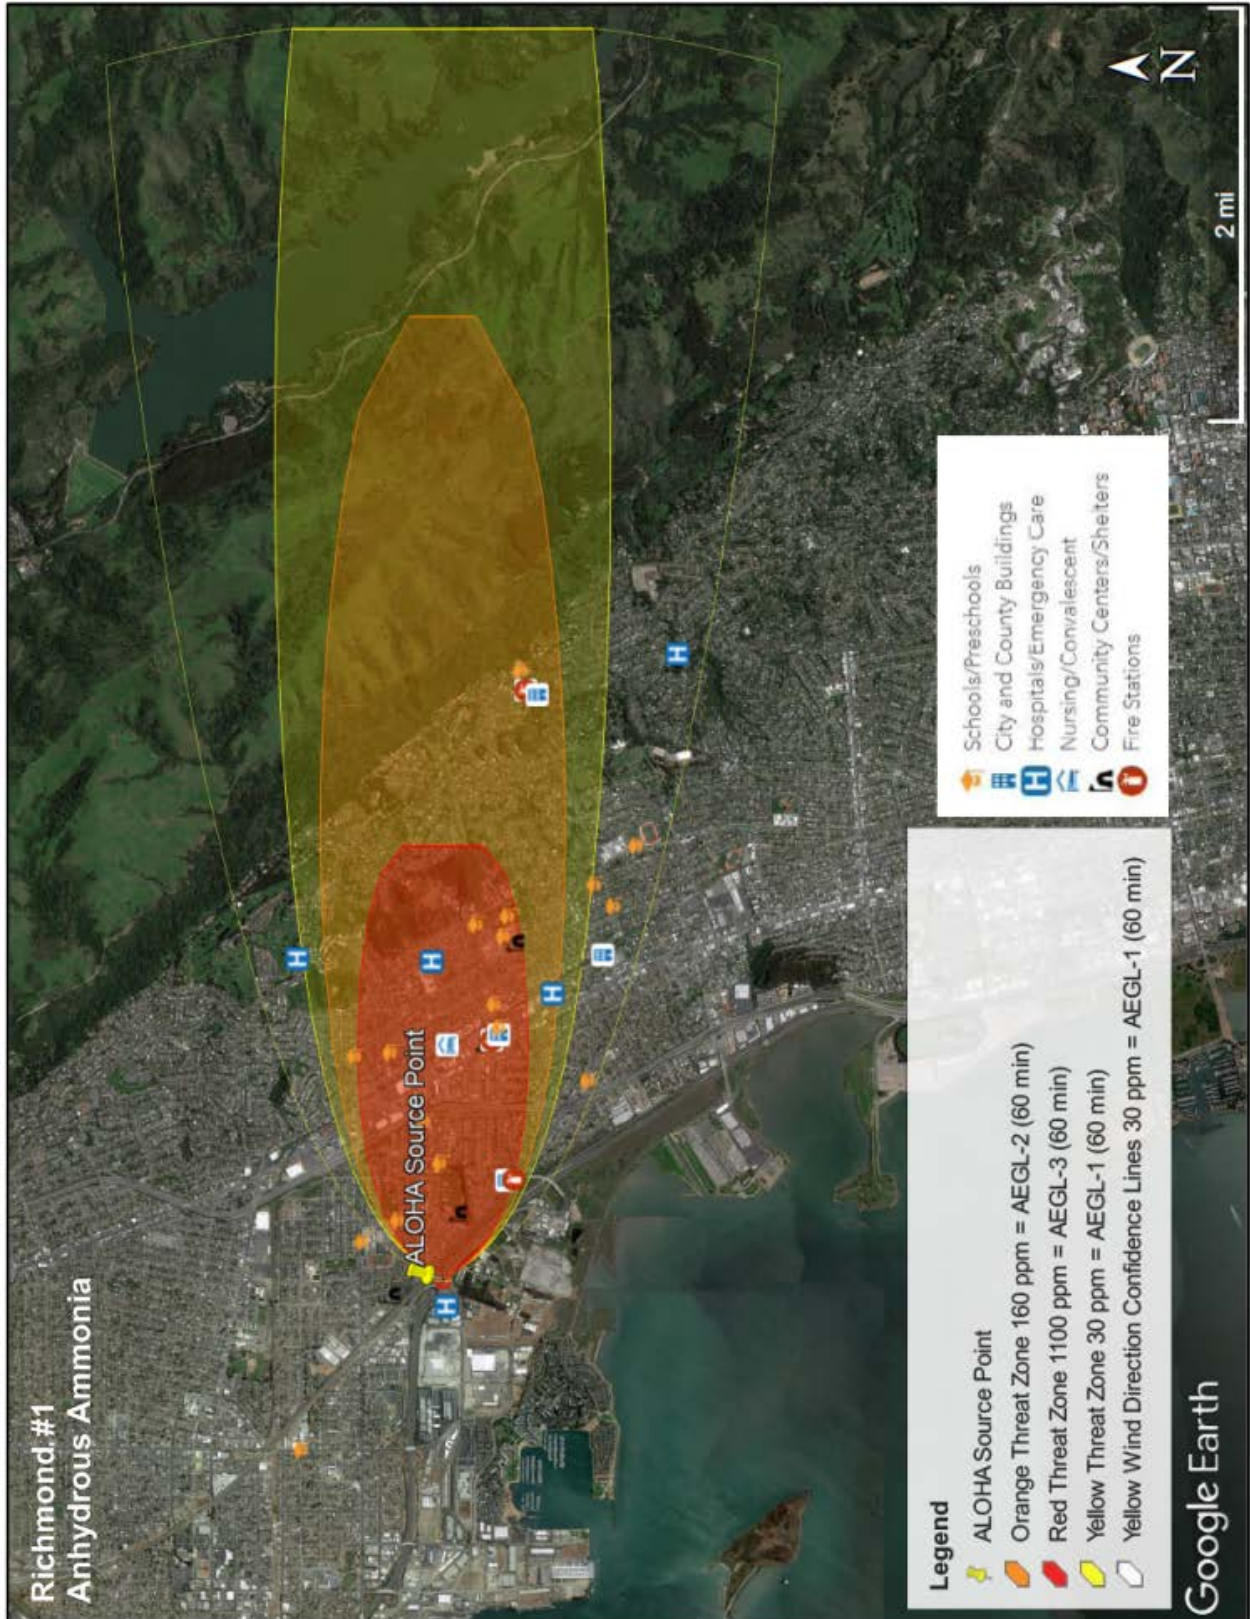 Richmond #1
Anhydrous Ammonia
ALOHA Source Point
H
H
H
H
H
N
2 mi
Legend
ALOHA Source Point
Orange Threat Zone 160 ppm = AEGL-2 (60 min)
Red Threat Zone 1100 ppm = AEGL-3 (60 min)
Yellow Threat Zone 30 ppm = AEGL-1 (60 min)
Yellow Wind Direction Confidence Lines 30 ppm = AEGL-1 (60 min)
Schools/Preschools
City and County Buildings
H Hospitals/Emergency Care
Nursing/Convalescent
Community Centers/Shelters
Fire Stations
Google Earth